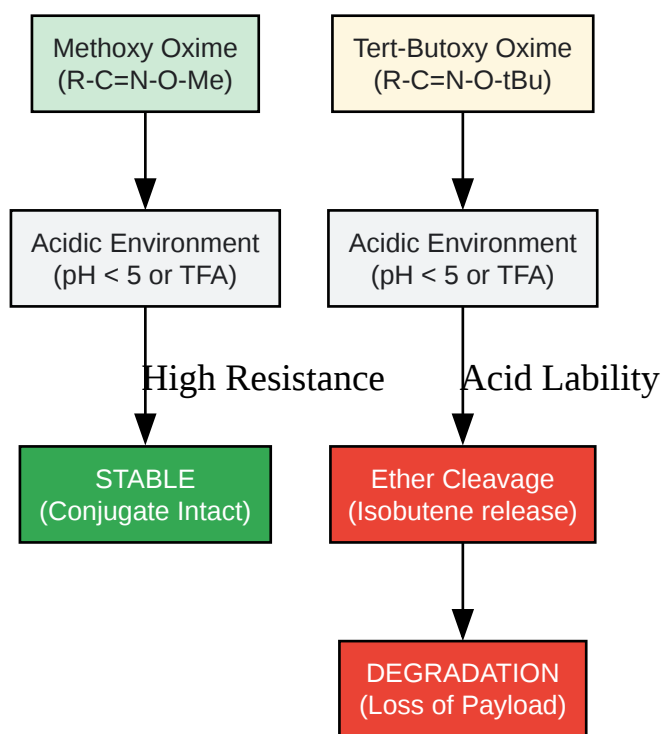 Methoxy Oxime
(R-C=N-O-Me)
Tert-Butoxy Oxime
(R-C=N-O-tBu)
Acidic Environment
(pH < 5 or TFA)
Acidic Environment
(pH < 5 or TFA)
High Resistance
Acid Lability
STABLE
(Conjugate Intact)
Ether Cleavage
(Isobutene release)
DEGRADATION
(Loss of Payload)